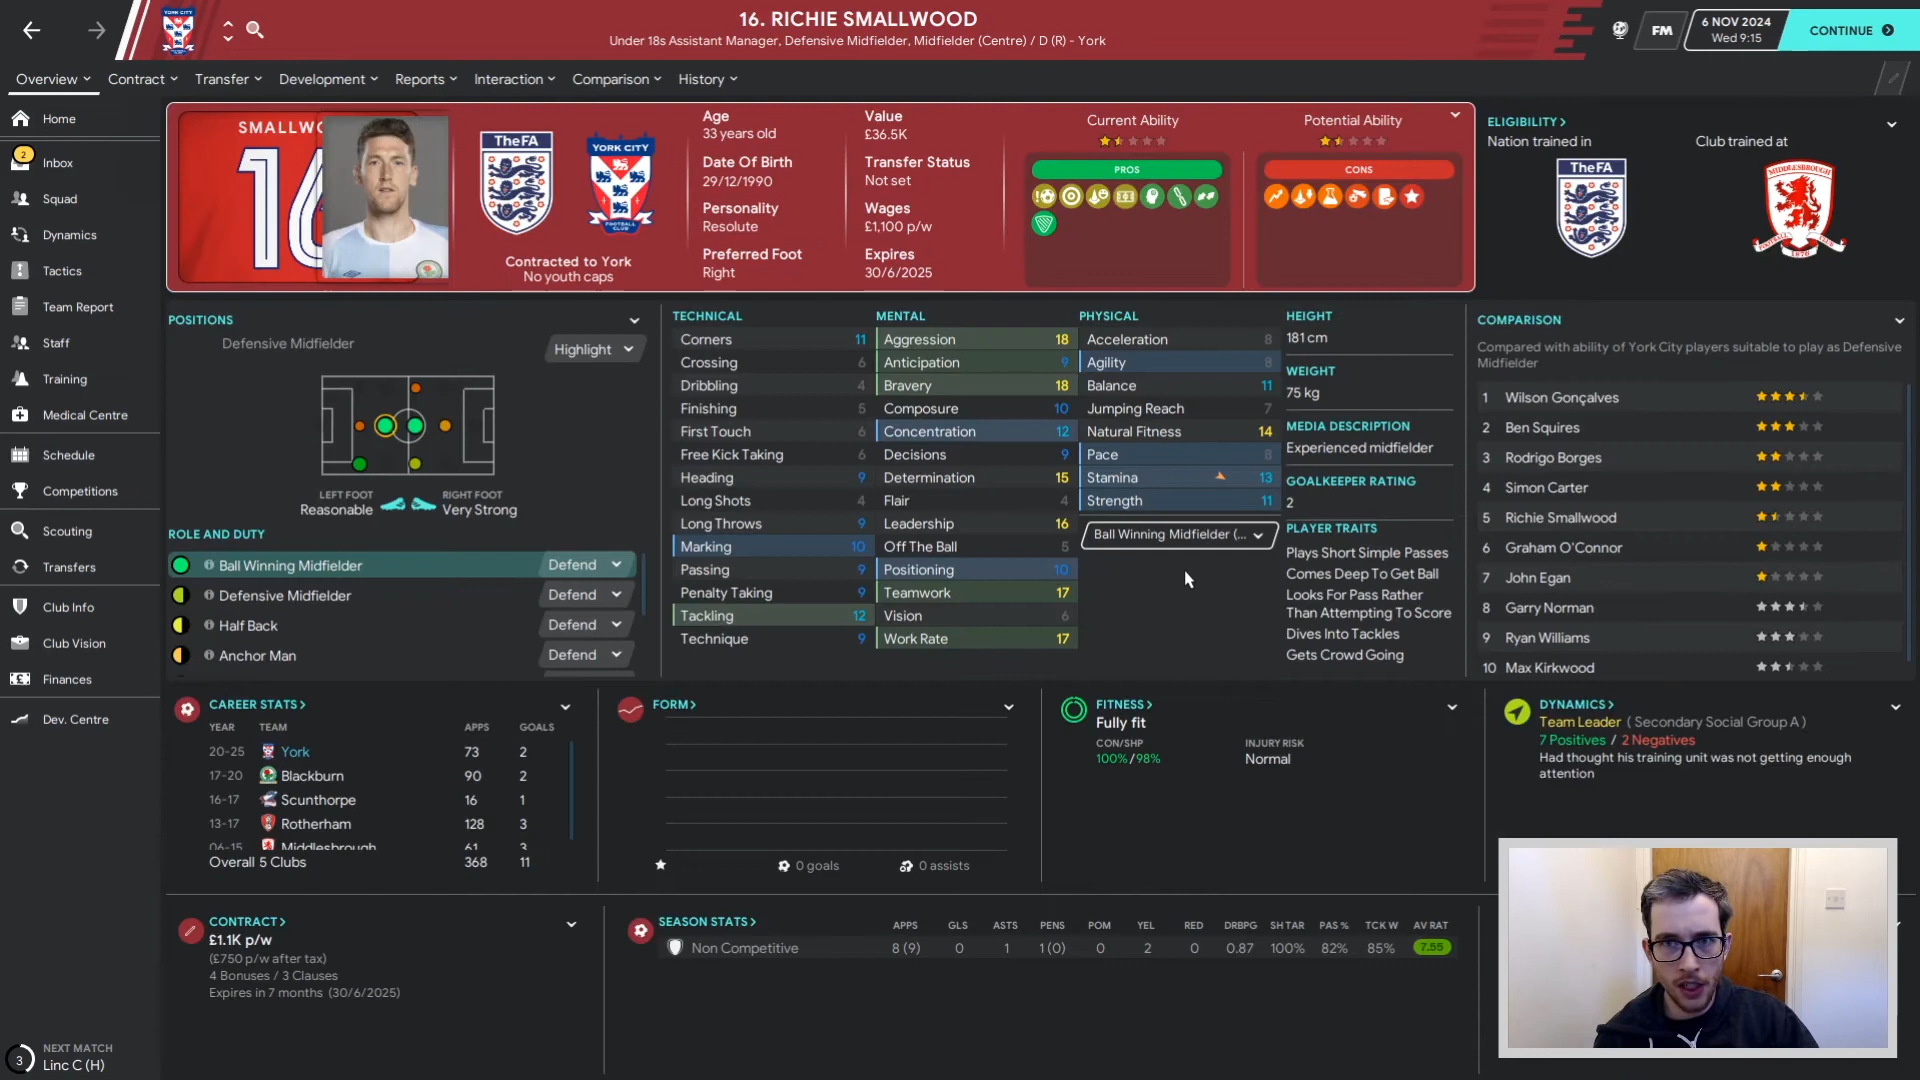 16. RICHIE SMALLWOOD
Under 18s Assistant Manager, Defensive Midfielder, Midfielder (Centre) / D (R) - York
FM
6 NOV 2024
Wed 9:15
CONTINUE
Overview
Contract
Transfer
Development
Reports
Interaction
Comparison
History
Home
2
Inbox
Squad
Dynamics
Tactics
Team Report
Staff
Training
Medical Centre
Schedule
Competitions
Scouting
Transfers
Club Info
Club Vision
Finances
Dev. Centre
3
NEXT MATCH
Linc C (H)
SMALLWO
16
TheFA
YORK CITY
FOOTBALL CLUB
Contracted to York
No youth caps
Age
33 years old
Date Of Birth
29/12/1990
Personality
Resolute
Preferred Foot
Right
Value
£36.5K
Transfer Status
Not set
Wages
£1,100 p/w
Expires
30/6/2025
Current Ability
PROS
Potential Ability
CONS
ELIGIBILITY
Nation trained in
Club trained at
TheFA
MIDDLESBROUGH
FOOTBALL CLUB
1876
POSITIONS
Defensive Midfielder
Highlight
LEFT FOOT
Reasonable
RIGHT FOOT
Very Strong
ROLE AND DUTY
Ball Winning Midfielder Defend
Defensive Midfielder Defend
Half Back Defend
Anchor Man Defend
TECHNICAL
Corners 11
Crossing 6
Dribbling 4
Finishing 5
First Touch 6
Free Kick Taking 6
Heading 9
Long Shots 4
Long Throws 9
Marking 10
Passing 9
Penalty Taking 9
Tackling 12
Technique 9
MENTAL
Aggression 18
Anticipation 9
Bravery 18
Composure 10
Concentration 12
Decisions 9
Determination 15
Flair 4
Leadership 16
Off The Ball 5
Positioning 10
Teamwork 17
Vision 6
Work Rate 17
PHYSICAL
Acceleration 8
Agility 8
Balance 11
Jumping Reach 7
Natural Fitness 14
Pace 8
Stamina 13
Strength 11
Ball Winning Midfielder (...
HEIGHT
181 cm
WEIGHT
75 kg
MEDIA DESCRIPTION
Experienced midfielder
GOALKEEPER RATING
2
PLAYER TRAITS
Plays Short Simple Passes
Comes Deep To Get Ball
Looks For Pass Rather
Than Attempting To Score
Dives Into Tackles
Gets Crowd Going
COMPARISON
Compared with ability of York City players suitable to play as Defensive
Midfielder
1 Wilson Gonçalves
2 Ben Squires
3 Rodrigo Borges
4 Simon Carter
5 Richie Smallwood
6 Graham O'Connor
7 John Egan
8 Garry Norman
9 Ryan Williams
10 Max Kirkwood
CAREER STATS
YEAR TEAM APPS GOALS
20-25 York 73 2
17-20 Blackburn 90 2
16-17 Scunthorpe 16 1
13-17 Rotherham 128 3
06-15 Middlesbrough 61 3
Overall 5 Clubs 368 11
FORM
0 goals
0 assists
FITNESS
Fully fit
CON/SHP
100%/98%
INJURY RISK
Normal
DYNAMICS
Team Leader ( Secondary Social Group A )
7 Positives / 2 Negatives
Had thought his training unit was not getting enough
attention
CONTRACT
£1.1K p/w
(£750 p/w after tax)
4 Bonuses / 3 Clauses
Expires in 7 months (30/6/2025)
SEASON STATS
APPS GLS ASTS PENS POM YEL RED DRBPG SH TAR PAS % TCK W AV RAT
Non Competitive 8 (9) 0 1 1 (0) 0 2 0 0.87 100% 82% 85% 7.55